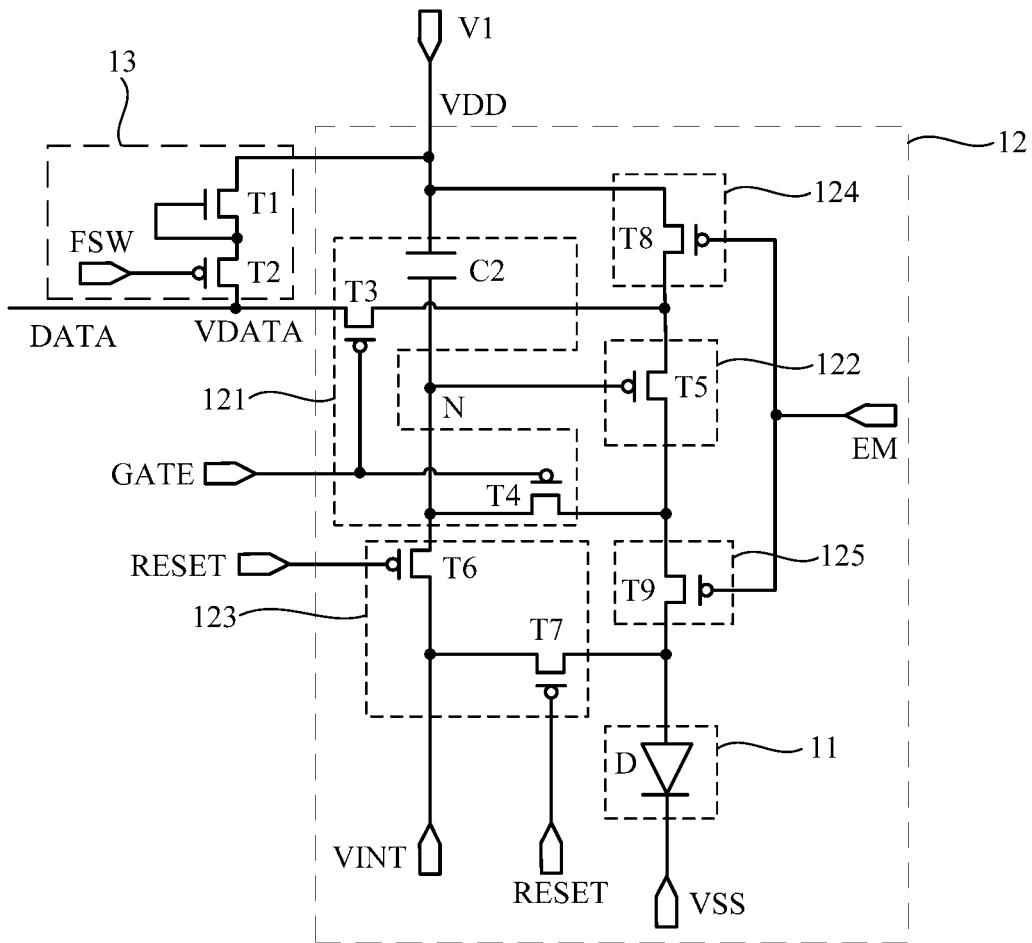 V1
13
VDD
12
124
T1
T8
FSW
C2
T2
T3
DATA
VDATA
122
T5
121
N
EM
GATE
T4
125
RESET
T6
T9
123
T7
11
D
VINT
RESET
VSS